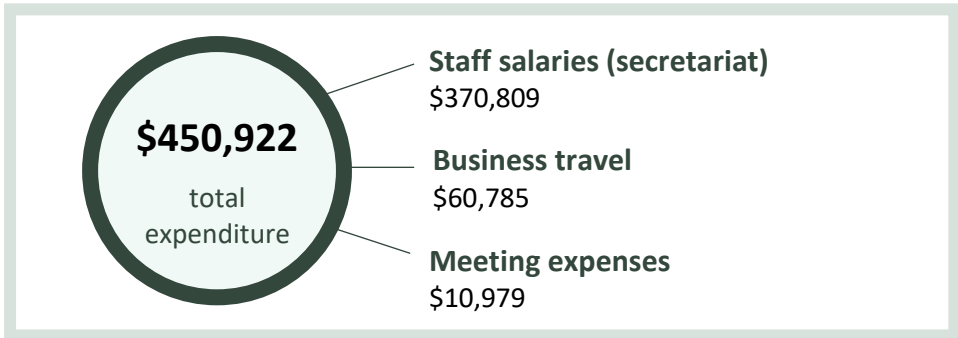 $450,922
total
expenditure
Staff salaries (secretariat)
$370,809
Business travel
$60,785
Meeting expenses
$10,979